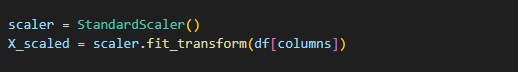 scaler = StandardScaler()
X_scaled = scaler.fit_transform(df[columns])